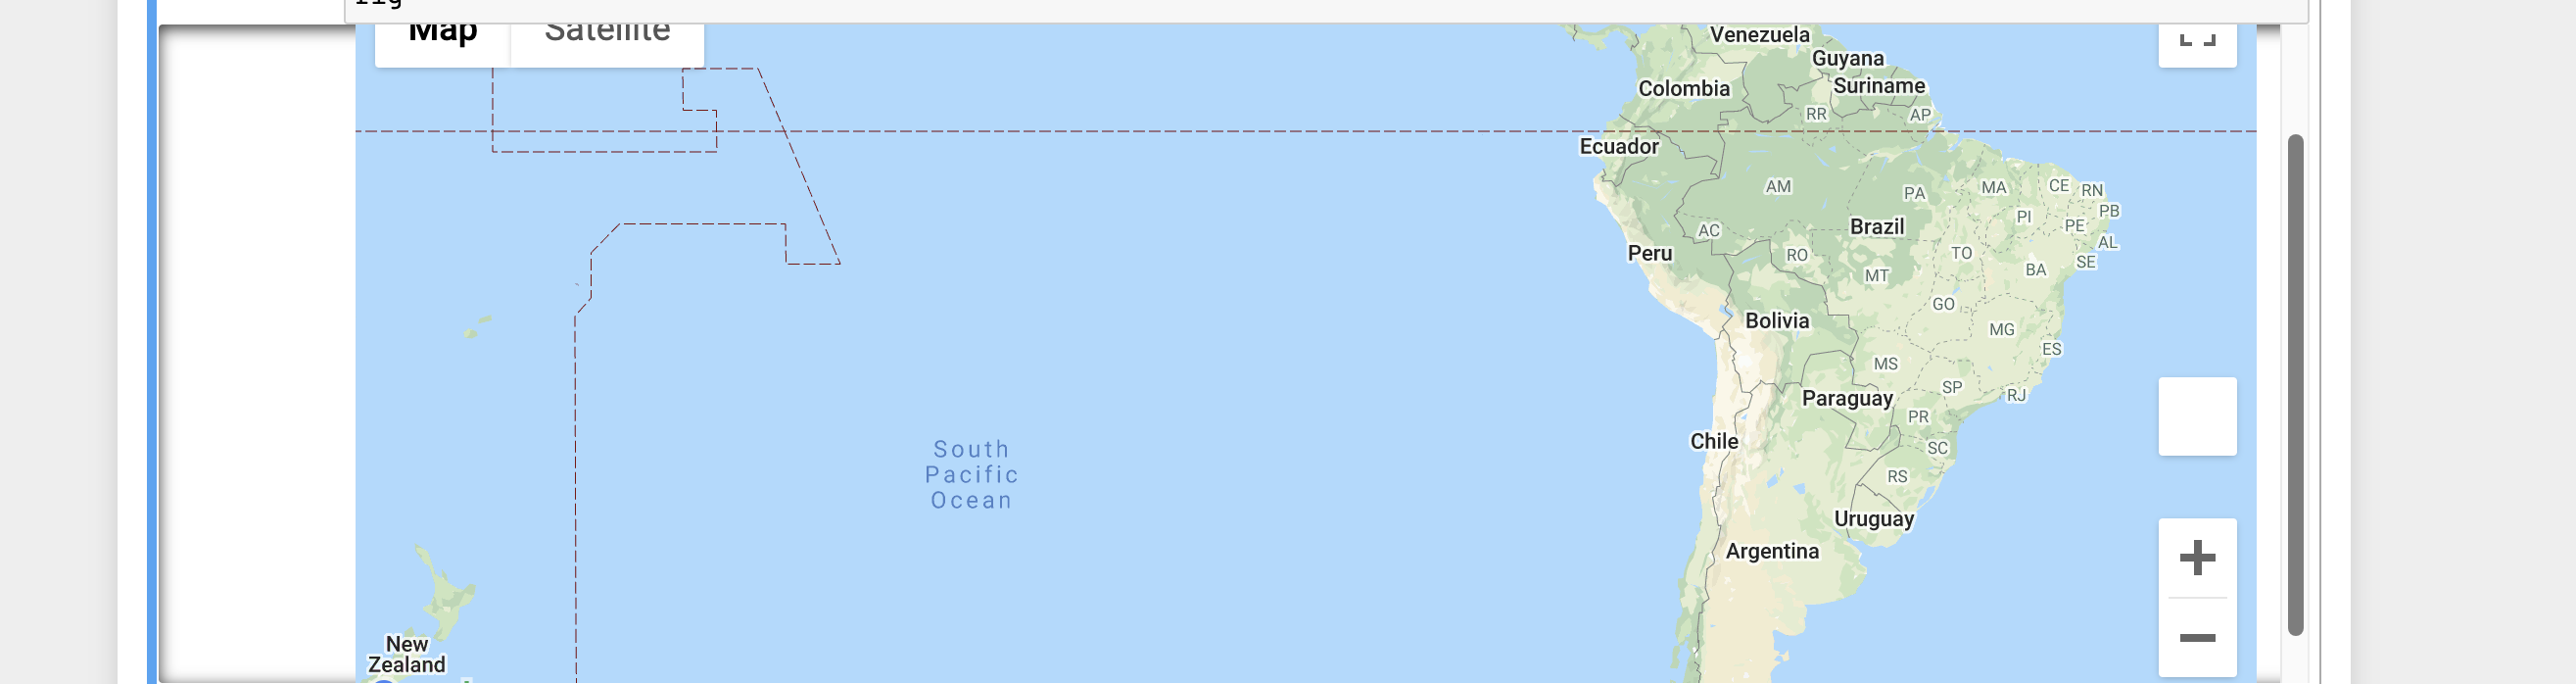 fig
Map
Satellite
Venezuela
Guyana
Colombia
Suriname
RR
AP
Ecuador
AM
PA
MA
CE
RN
PB
PI
PE
AL
AC
Brazil
Peru
RO
TO
SE
MT
BA
GO
Bolivia
MG
ES
MS
SP
RJ
Paraguay
PR
Chile
SC
South
Pacific
Ocean
RS
Uruguay
Argentina
New
Zealand